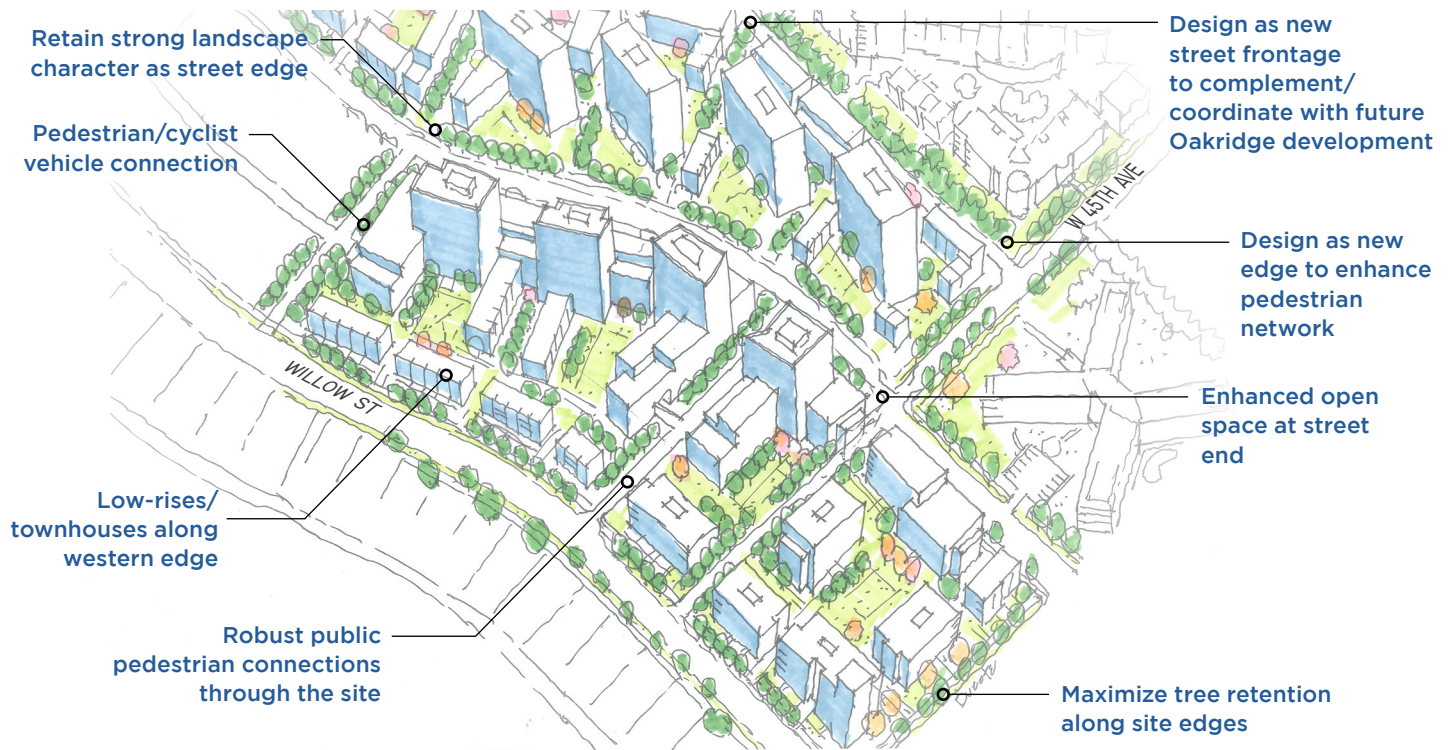 Retain strong landscape
character as street edge
Pedestrian/cyclist
vehicle connection
Low-rises/
townhouses along
western edge
Robust public
pedestrian connections
through the site
WILLOW ST
Design as new
street frontage
to complement/
coordinate with future
Oakridge development
W 45TH AVE
Design as new
edge to enhance
pedestrian
network
Enhanced open
space at street
end
Maximize tree retention
along site edges